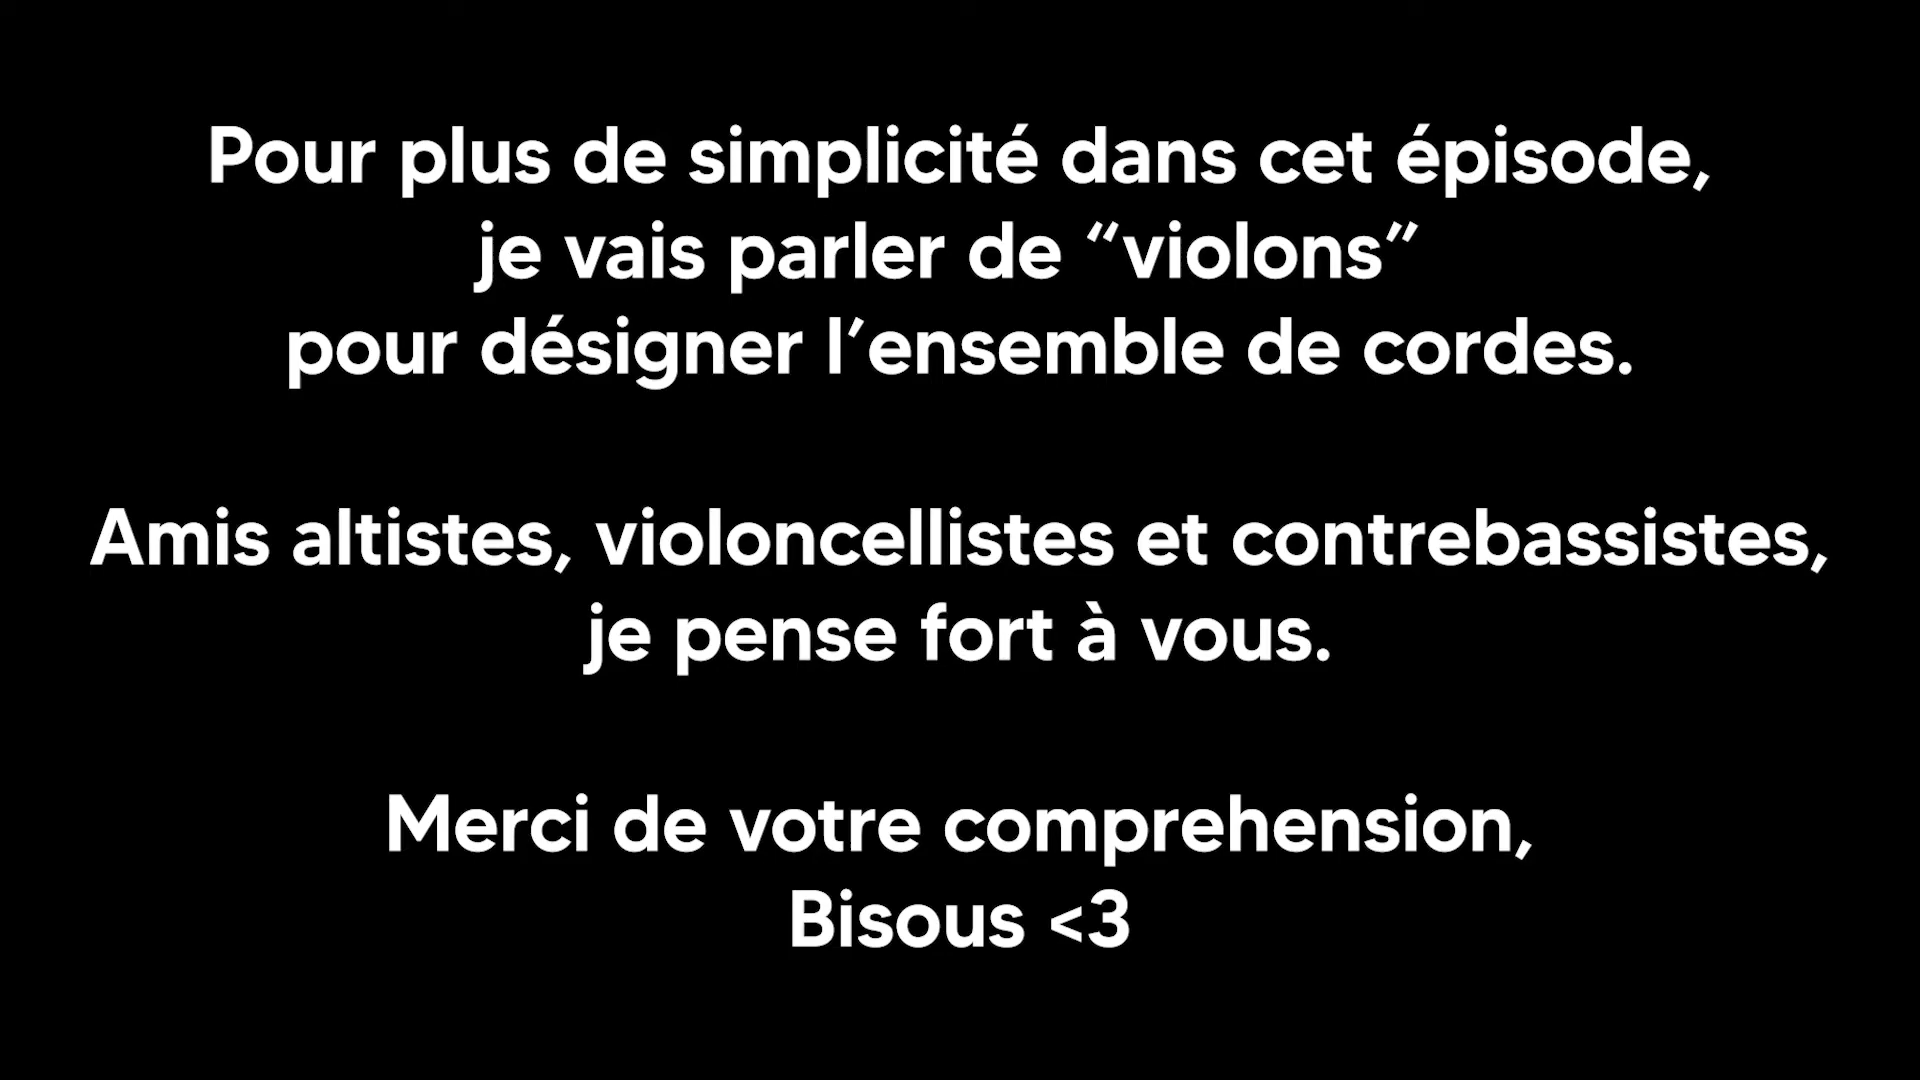 Pour plus de simplicité dans cet épisode,
je vais parler de “violons”
pour désigner l’ensemble de cordes.
Amis altistes, violoncellistes et contrebassistes,
je pense fort à vous.
Merci de votre comprehension,
Bisous <3